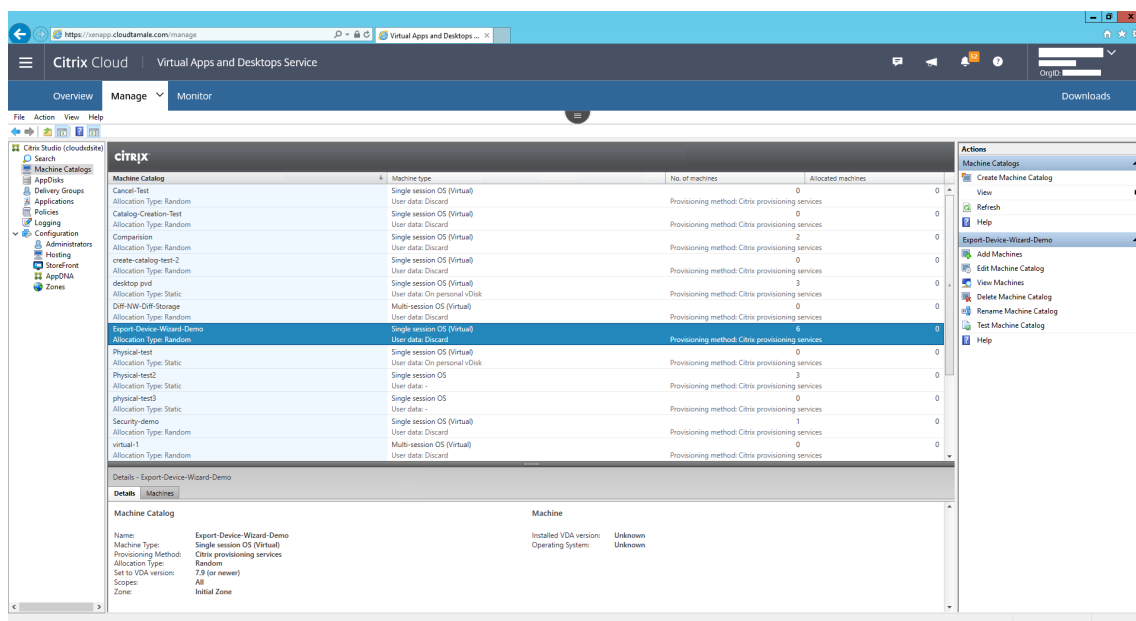 https://xenapp.cloudtamale.com/manage
Virtual Apps and Desktops ...
Citrix Cloud Virtual Apps and Desktops Service
OrgID:
Overview Manage Monitor Downloads
File Action View Help
Citrix Studio (cloudxdsite)
Search
Machine Catalogs
AppDisks
Delivery Groups
Applications
Policies
Logging
Configuration
Administrators
Hosting
StoreFront
AppDNA
Zones
CİTRIX
Machine Catalog Machine type No. of machines Allocated machines
Cancel-Test Single session OS (Virtual) 0 0
Allocation Type: Random User data: Discard Provisioning method: Citrix provisioning services
Catalog-Creation-Test Single session OS (Virtual) 0 0
Allocation Type: Random User data: Discard Provisioning method: Citrix provisioning services
Comparision Single session OS (Virtual) 2 0
Allocation Type: Random User data: Discard Provisioning method: Citrix provisioning services
create-catalog-test-2 Single session OS (Virtual) 0 0
Allocation Type: Random User data: Discard Provisioning method: Citrix provisioning services
desktop pvd Single session OS (Virtual) 3 0
Allocation Type: Static User data: On personal vDisk Provisioning method: Citrix provisioning services
Diff-NW-Diff-Storage Multi-session OS (Virtual) 0 0
Allocation Type: Random User data: Discard Provisioning method: Citrix provisioning services
Export-Device-Wizard-Demo Single session OS (Virtual) 6 0
Allocation Type: Random User data: Discard Provisioning method: Citrix provisioning services
Physical-test Single session OS (Virtual) 0 0
Allocation Type: Static User data: On personal vDisk Provisioning method: Citrix provisioning services
Physical-test2 Single session OS 3 0
Allocation Type: Static User data: - Provisioning method: Citrix provisioning services
physical-test3 Single session OS 0 0
Allocation Type: Static User data: - Provisioning method: Citrix provisioning services
Security-demo Single session OS (Virtual) 1 0
Allocation Type: Random User data: Discard Provisioning method: Citrix provisioning services
virtual-1 Multi-session OS (Virtual) 0 0
Allocation Type: Random User data: Discard Provisioning method: Citrix provisioning services
Details - Export-Device-Wizard-Demo
Details Machines
Machine Catalog Machine
Name: Export-Device-Wizard-Demo Installed VDA version: Unknown
Machine Type: Single session OS (Virtual) Operating System: Unknown
Provisioning Method: Citrix provisioning services
Allocation Type: Random
Set to VDA version: 7.9 (or newer)
Scopes: All
Zone: Initial Zone
Actions
Machine Catalogs
Create Machine Catalog
View
Refresh
Help
Export-Device-Wizard-Demo
Add Machines
Edit Machine Catalog
View Machines
Delete Machine Catalog
Rename Machine Catalog
Test Machine Catalog
Help